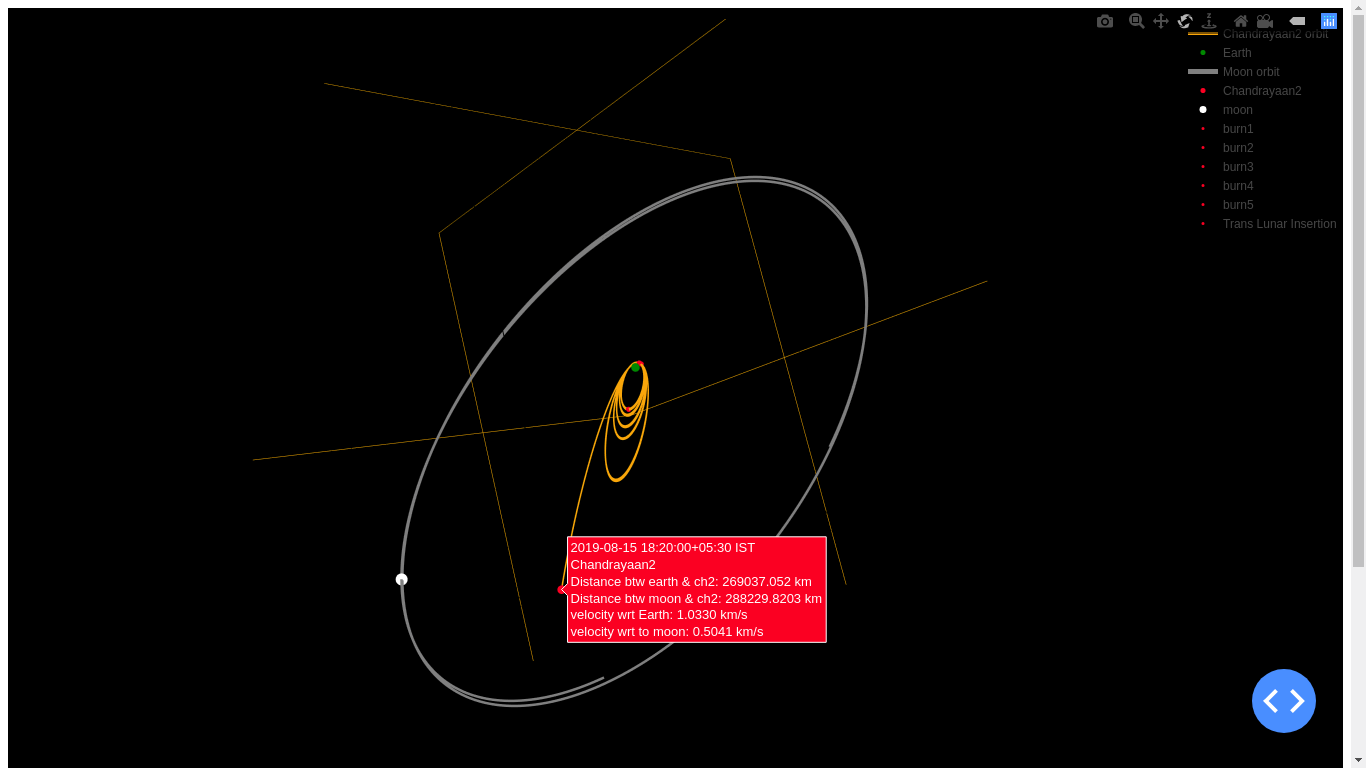 Chandrayaan2 orbit
Earth
Moon orbit
Chandrayaan2
moon
burn1
burn2
burn3
burn4
burn5
Trans Lunar Insertion
2019-08-15 18:20:00+05:30 IST
Chandrayaan2
Distance btw earth & ch2: 269037.052 km
Distance btw moon & ch2: 288229.8203 km
velocity wrt Earth: 1.0330 km/s
velocity wrt to moon: 0.5041 km/s